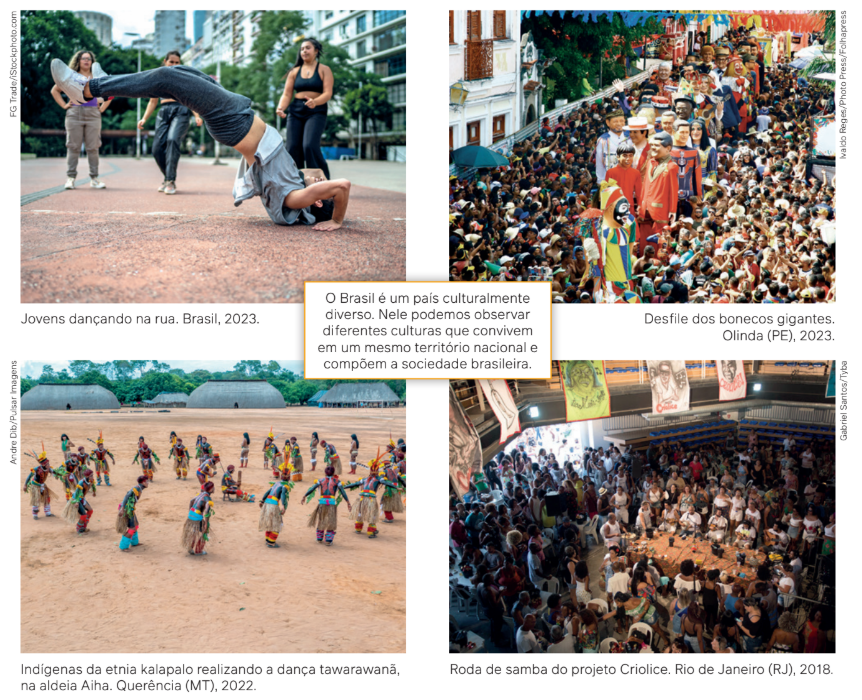 FG Trade/iStockphoto.com
Jovens dançando na rua. Brasil, 2023.
Ivaldo Reges/Photo Press/Folhapress
Desfile dos bonecos gigantes.
Olinda (PE), 2023.
O Brasil é um país culturalmente
diverso. Nele podemos observar
diferentes culturas que convivem
em um mesmo território nacional e
compõem a sociedade brasileira.
Andre Dib/Pulsar Imagens
Indígenas da etnia kalapalo realizando a dança tawarawanã,
na aldeia Aiha. Querência (MT), 2022.
Gabriel Santos/Tyba
Roda de samba do projeto Criolice. Rio de Janeiro (RJ), 2018.